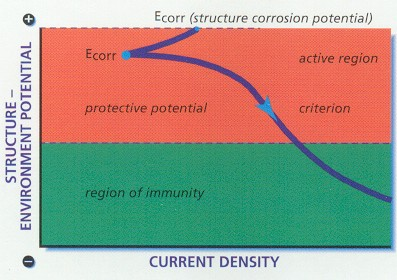 Ecorr (structure corrosion potential)
+
Ecorr
active region
protective potential
criterion
region of immunity
STRUCTURE –
ENVIRONMENT POTENTIAL
–
CURRENT DENSITY